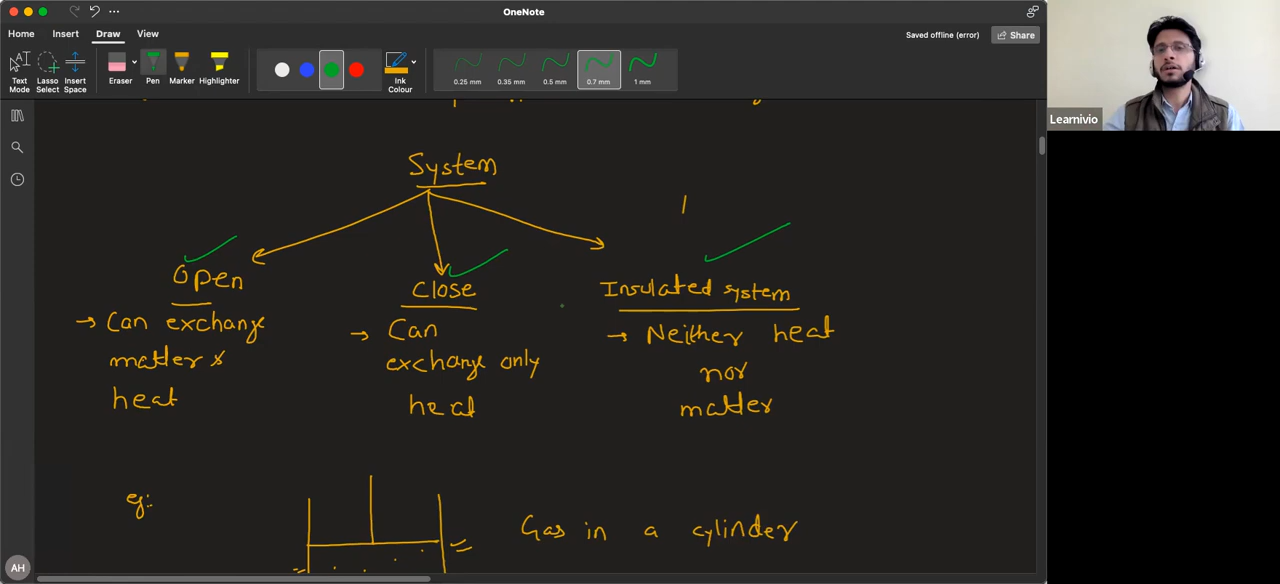 OneNote
Home Insert Draw View
Saved offline (error)
Share
Text Mode
Lasso Select
Insert Space
Eraser
Pen
Marker
Highlighter
Ink Colour
0.25 mm
0.35 mm
0.5 mm
0.7 mm
1 mm
Learnivio
System
Open
Close
Insulated system
→ Can exchange
matter &
heat
→ Can
exchange only
heat
→ Neither heat
nor
matter
eg:
Gas in a cylinder
AH